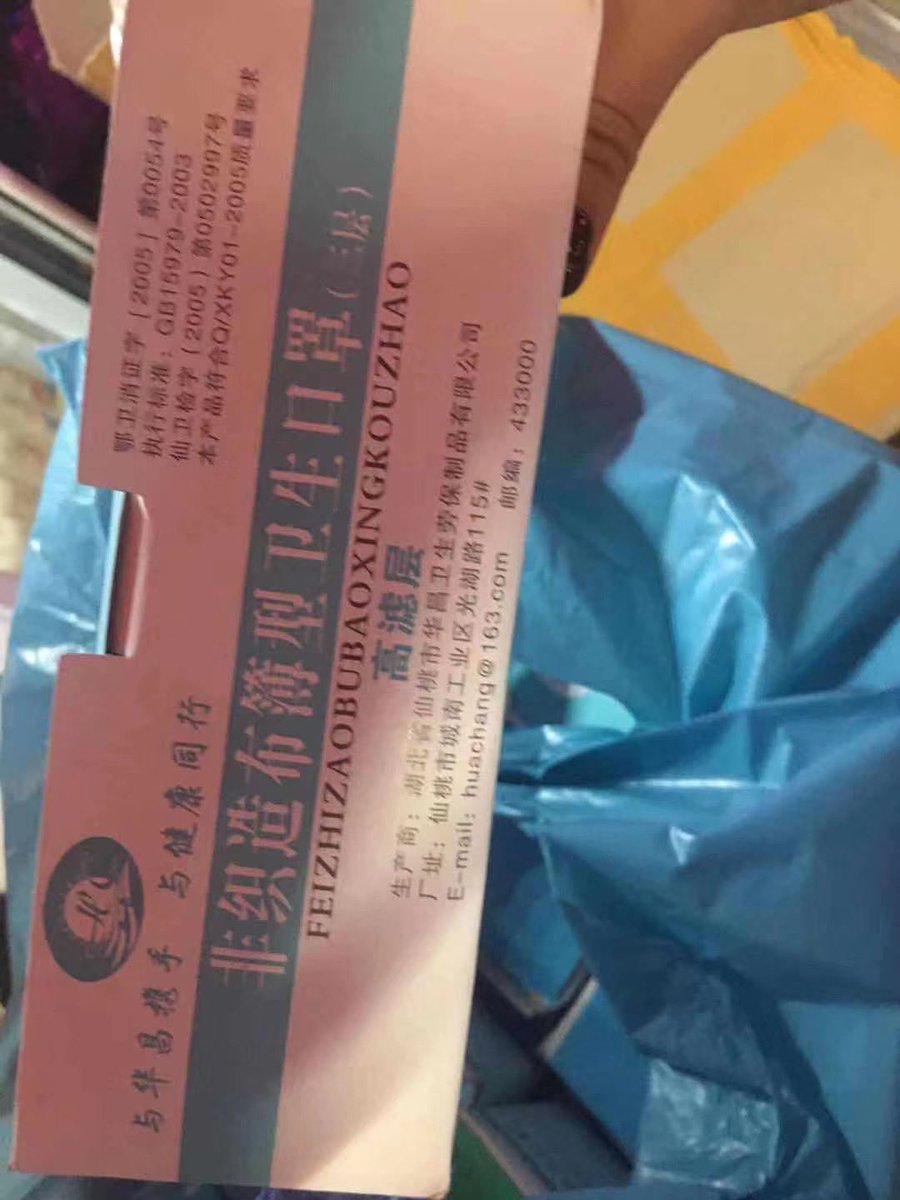 鄂卫消证字［2005］第0054号
执行标准：GB15979-2003
仙卫检字［2005］第0502997号
本产品符合Q/XKY01-2005质量要求
与华昌携手 与健康同行
非织造布簿型卫生口罩（三层）
FEIZHIZAOBUBAOXINGKOUZHAO
高滤层
生产商：湖北省仙桃市华昌卫生劳保制品有限公司
厂址：仙桃市城南工业区光湖路115#
E-mail：huachang@163.com 邮编：433000